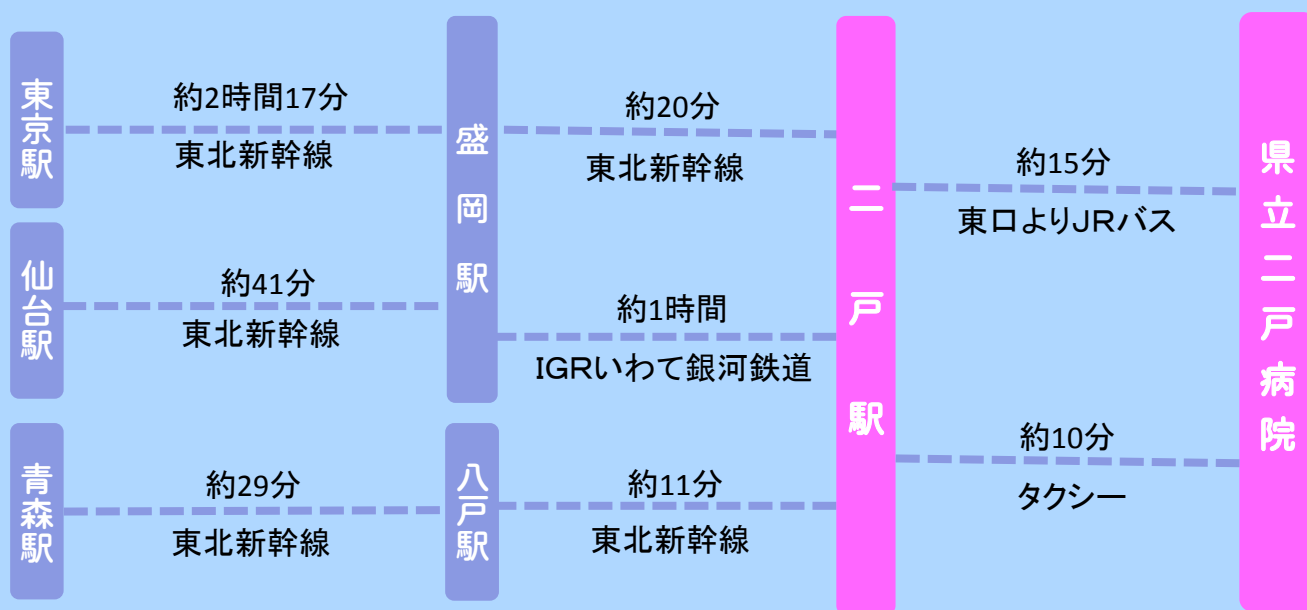 東京駅
約2時間17分
東北新幹線
仙台駅
約41分
東北新幹線
青森駅
約29分
東北新幹線
盛岡駅
約20分
東北新幹線
約1時間
IGRいわて銀河鉄道
八戸駅
約11分
東北新幹線
二戸駅
約15分
東口よりJRバス
約10分
タクシー
県立二戸病院